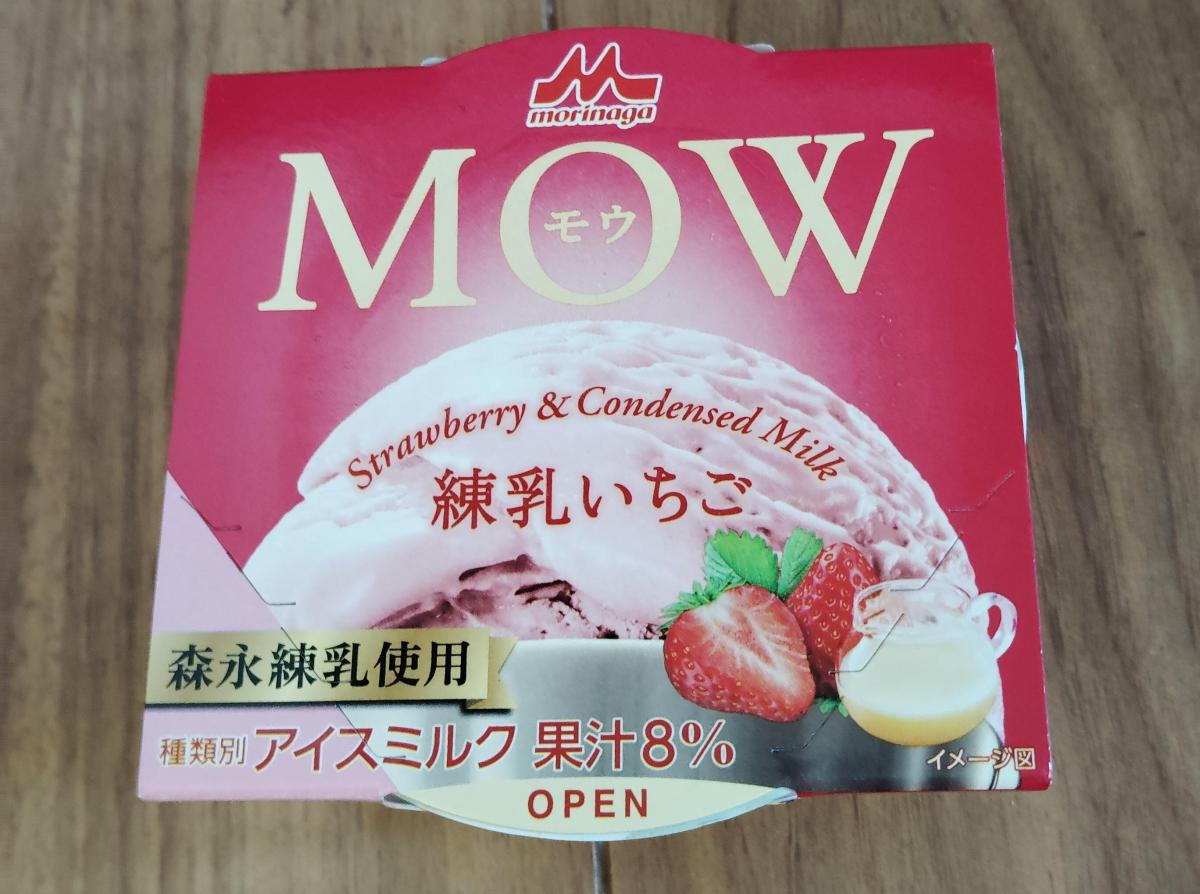 morinaga
MOW
モウ
Strawberry & Condensed Milk
練乳いちご
森永練乳使用
種類別 アイスミルク 果汁8%
イメージ図
OPEN